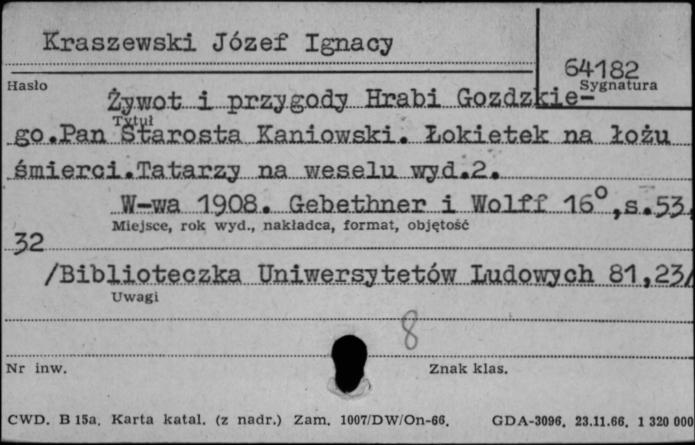 Kraszewski Józef Ignacy
64182
Hasło
Sygnatura
Żywot i przygody Hrabi Gozdzkie-
Tytuł
go.Pan Starosta Kaniowski. Łokietek na łożu
śmierci.Tatarzy na weselu wyd.2.
W-wa 1908. Gebethner i Wolff 16°,s.53,
Miejsce, rok wyd., nakładca, format, objętość
32
/Biblioteczka Uniwersytetów Ludowych 81,23/
Uwagi
8
Nr inw.
Znak klas.
CWD. B 15a. Karta katal. (z nadr.) Zam. 1007/DW/On-66. GDA-3096. 23.11.66. 1 320 000